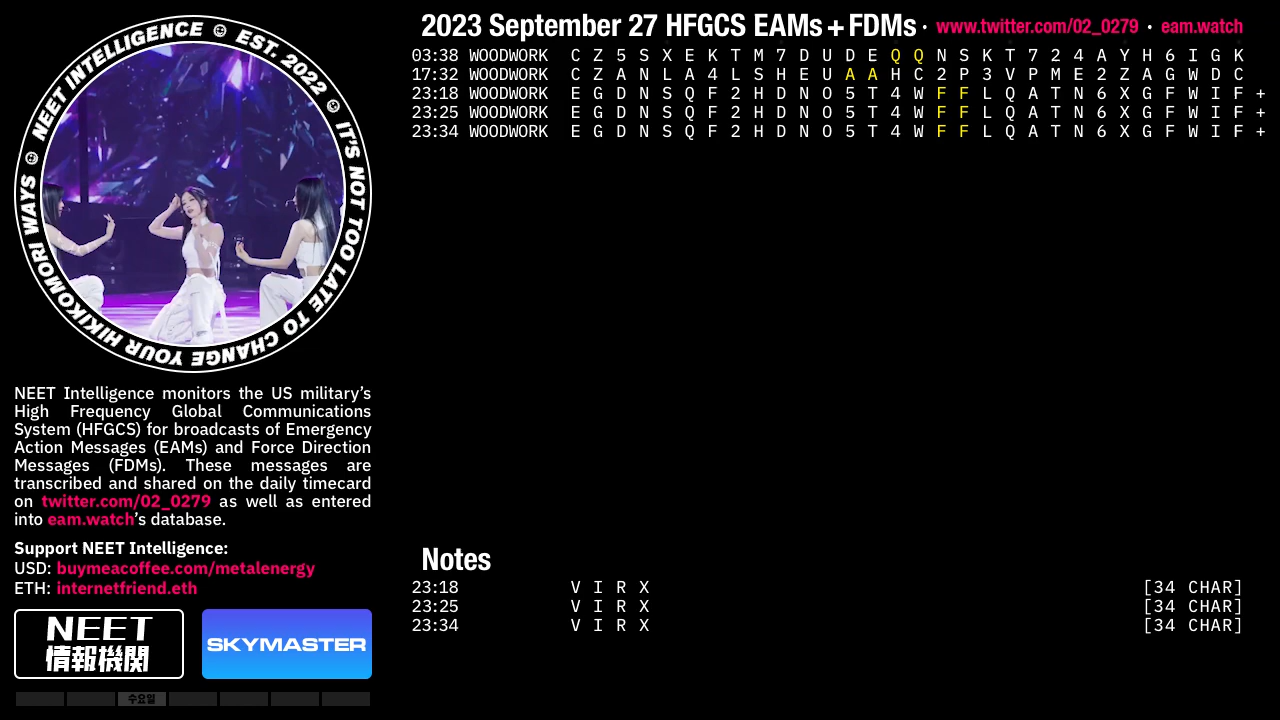 NEET INTELLIGENCE ☺ EST. 2022 ☺ IT'S NOT TOO LATE TO CHANGE YOUR HIKIKOMORI WAYS ☺
NEET Intelligence monitors the US military's
High Frequency Global Communications
System (HFGCS) for broadcasts of Emergency
Action Messages (EAMs) and Force Direction
Messages (FDMs). These messages are
transcribed and shared on the daily timecard
on twitter.com/02_0279 as well as entered
into eam.watch's database.
Support NEET Intelligence:
USD: buymeacoffee.com/metalenergy
ETH: internetfriend.eth
NEET
情報機関
SKYMASTER
수요일
2023 September 27 HFGCS EAMs+FDMs · www.twitter.com/02_0279 · eam.watch
03:38 WOODWORK C Z 5 S X E K T M 7 D U D E Q Q N S K T 7 2 4 A Y H 6 I G K
17:32 WOODWORK C Z A N L A 4 L S H E U A A H C 2 P 3 V P M E 2 Z A G W D C
23:18 WOODWORK E G D N S Q F 2 H D N O 5 T 4 W F F L Q A T N 6 X G F W I F +
23:25 WOODWORK E G D N S Q F 2 H D N O 5 T 4 W F F L Q A T N 6 X G F W I F +
23:34 WOODWORK E G D N S Q F 2 H D N O 5 T 4 W F F L Q A T N 6 X G F W I F +
Notes
23:18 V I R X [34 CHAR]
23:25 V I R X [34 CHAR]
23:34 V I R X [34 CHAR]